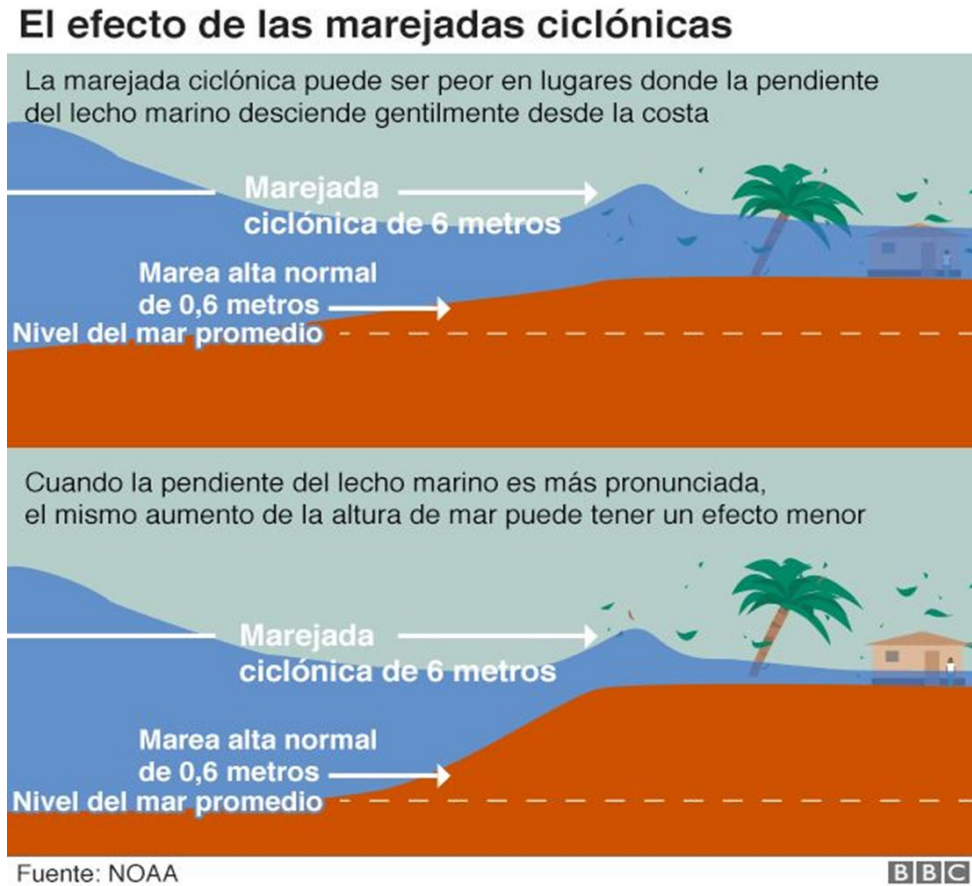 El efecto de las marejadas ciclónicas
La marejada ciclónica puede ser peor en lugares donde la pendiente
del lecho marino desciende gentilmente desde la costa
Marejada
ciclónica de 6 metros
Marea alta normal
de 0,6 metros
Nivel del mar promedio
Cuando la pendiente del lecho marino es más pronunciada,
el mismo aumento de la altura de mar puede tener un efecto menor
Marejada
ciclónica de 6 metros
Marea alta normal
de 0,6 metros
Nivel del mar promedio
Fuente: NOAA
BBC